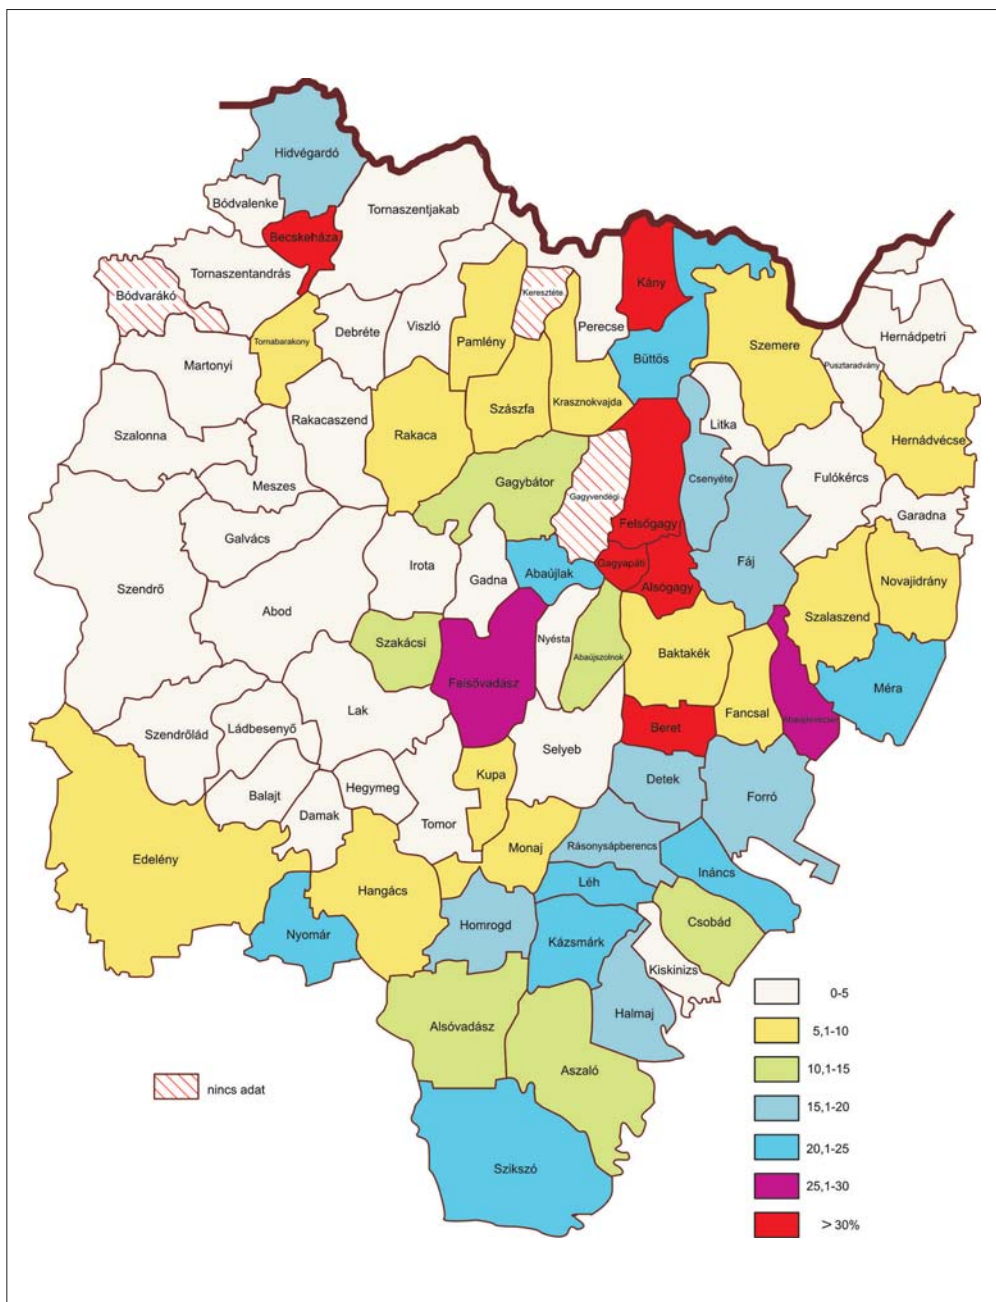 Hidvégardó
Bódvalenke
Tornaszentjakab
Becskeháza
Tornaszentandrás
Bódvarákó
Keresztéte
Kány
Perecse
Viszló
Debréte
Tornabarakony
Pamlény
Büttös
Szemere
Hernádpetri
Pusztaradvány
Martonyi
Krasznokvajda
Szászfa
Rakacaszend
Rakaca
Litka
Szalonna
Hernádvécse
Meszes
Gagybátor
Csenyéte
Fulókércs
Gagyvendégi
Garadna
Felsőgagy
Galvács
Irota
Gadna
Abaújlak
Gagyapáti
Fáj
Alsógagy
Novajidrány
Szendrő
Abod
Szalaszend
Szakácsi
Nyésta
Abaújszolnok
Baktakék
Felsővadász
Méra
Lak
Szendrőlád
Ládbesenyő
Beret
Fancsal
Selyeb
Kupa
Detek
Forró
Hegymeg
Balajt
Damak
Tomor
Monaj
Rásonysápberencs
Edelény
Hangács
Léh
Ináncs
Csobád
Homrogd
Nyomár
Kázsmárk
Kiskinizs
Halmaj
Alsóvadász
Aszaló
Szikszó
nincs adat
0-5
5,1-10
10,1-15
15,1-20
20,1-25
25,1-30
> 30%